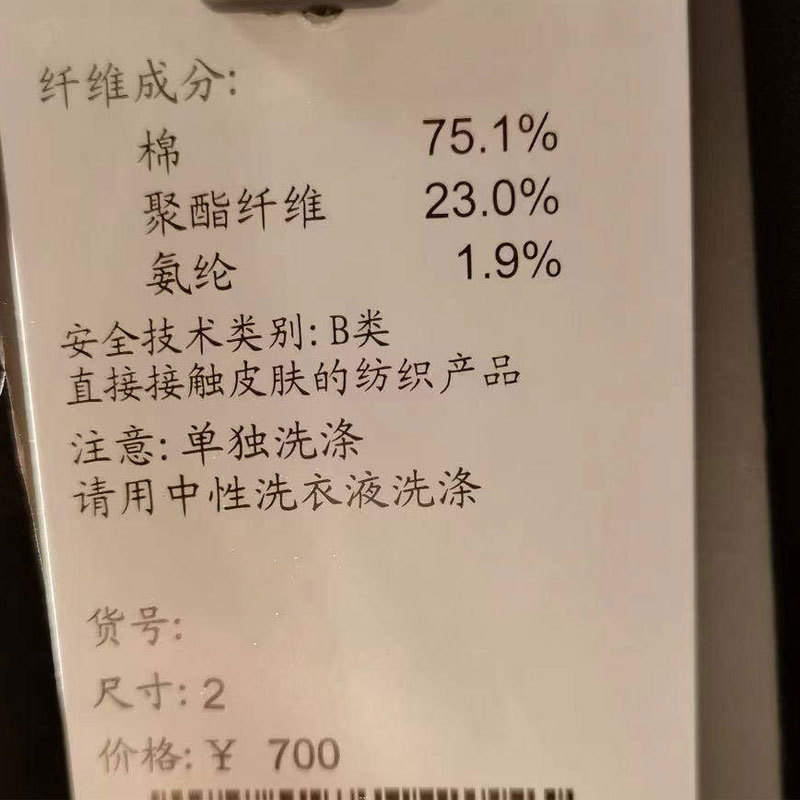 纤维成分:
棉 75.1%
聚酯纤维 23.0%
氨纶 1.9%
安全技术类别: B类
直接接触皮肤的纺织产品
注意: 单独洗涤
请用中性洗衣液洗涤
货号:
尺寸: 2
价格: ¥ 700